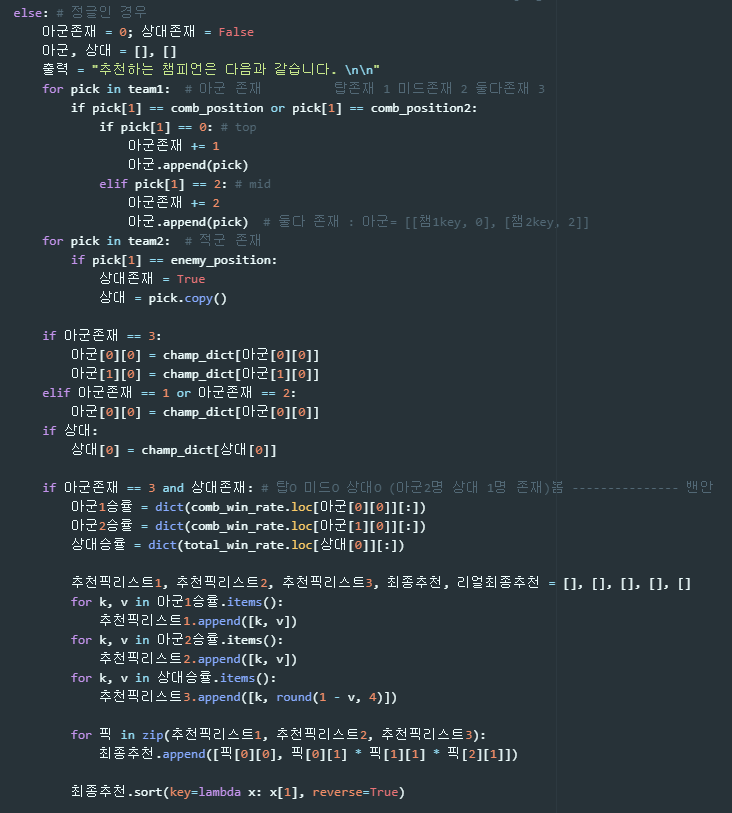 else: # 정글인 경우
    아군존재 = 0; 상대존재 = False
    아군, 상대 = [], []
    출력 = "추천하는 챔피언은 다음과 같습니다. \n\n"
    for pick in team1:  # 아군 존재          탑존재 1 미드존재 2 둘다존재 3
        if pick[1] == comb_position or pick[1] == comb_position2:
            if pick[1] == 0: # top
                아군존재 += 1
                아군.append(pick)
            elif pick[1] == 2: # mid
                아군존재 += 2
                아군.append(pick)  # 둘다 존재 : 아군= [[챔1key, 0], [챔2key, 2]]
    for pick in team2:  # 적군 존재
        if pick[1] == enemy_position:
            상대존재 = True
            상대 = pick.copy()

    if 아군존재 == 3:
        아군[0][0] = champ_dict[아군[0][0]]
        아군[1][0] = champ_dict[아군[1][0]]
    elif 아군존재 == 1 or 아군존재 == 2:
        아군[0][0] = champ_dict[아군[0][0]]
    if 상대:
        상대[0] = champ_dict[상대[0]]

    if 아군존재 == 3 and 상대존재: # 탑O 미드O 상대O (아군2명 상대 1명 존재)봄 --------------- 밴안
        아군1승률 = dict(comb_win_rate.loc[아군[0][0]][:])
        아군2승률 = dict(comb_win_rate.loc[아군[1][0]][:])
        상대승률 = dict(total_win_rate.loc[상대[0]][:])

        추천픽리스트1, 추천픽리스트2, 추천픽리스트3, 최종추천, 리얼최종추천 = [], [], [], [], []
        for k, v in 아군1승률.items():
            추천픽리스트1.append([k, v])
        for k, v in 아군2승률.items():
            추천픽리스트2.append([k, v])
        for k, v in 상대승률.items():
            추천픽리스트3.append([k, round(1 - v, 4)])

        for 픽 in zip(추천픽리스트1, 추천픽리스트2, 추천픽리스트3):
            최종추천.append([픽[0][0], 픽[0][1] * 픽[1][1] * 픽[2][1]])

        최종추천.sort(key=lambda x: x[1], reverse=True)